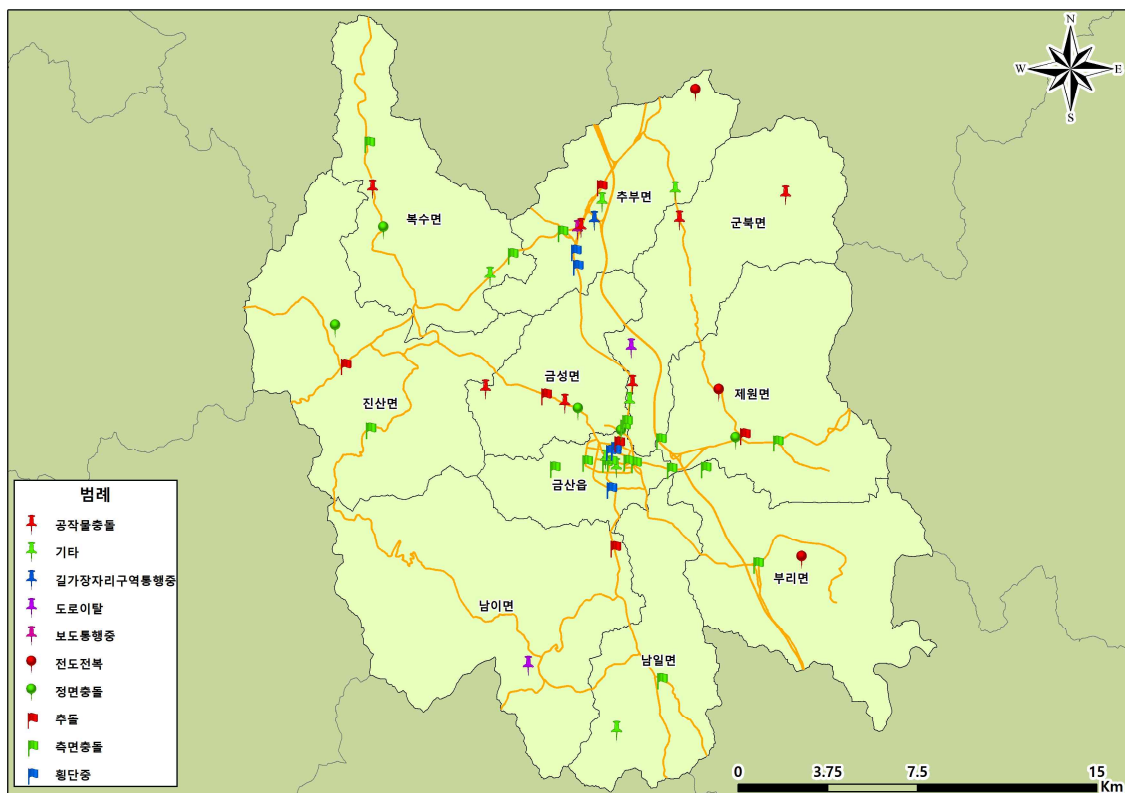 N
W
E
S
추부면
복수면
군북면
금성면
제원면
진산면
금산읍
부리면
남이면
남일면
범례
공작물충돌
기타
길가장자리구역통행중
도로이탈
보도통행중
전도전복
정면충돌
추돌
측면충돌
횡단중
0 3.75 7.5 15
Km